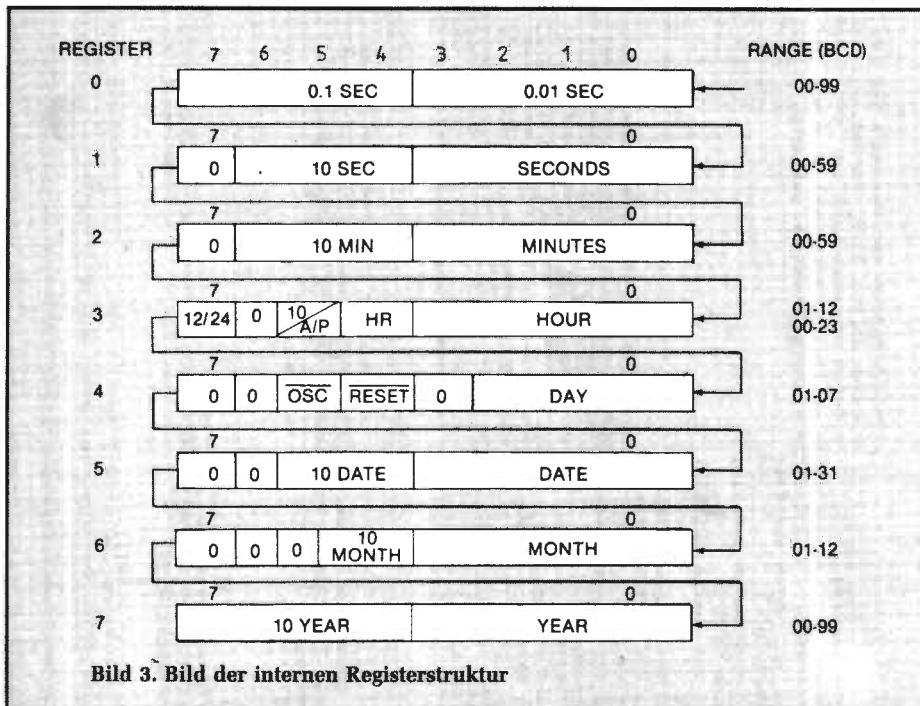 REGISTER 7 6 5 4 3 2 1 0 RANGE (BCD)
0 0.1 SEC 0.01 SEC 00-99
7 0
1 0 10 SEC SECONDS 00-59
7 0
2 0 10 MIN MINUTES 00-59
7 0
3 12/24 0 10 A/P HR HOUR 01-12
00-23
7 0
4 0 0 OSC RESET 0 DAY 01-07
7 0
5 0 0 10 DATE DATE 01-31
7 0
6 0 0 0 10 MONTH MONTH 01-12
7 0
7 10 YEAR YEAR 00-99
Bild 3. Bild der internen Registerstruktur